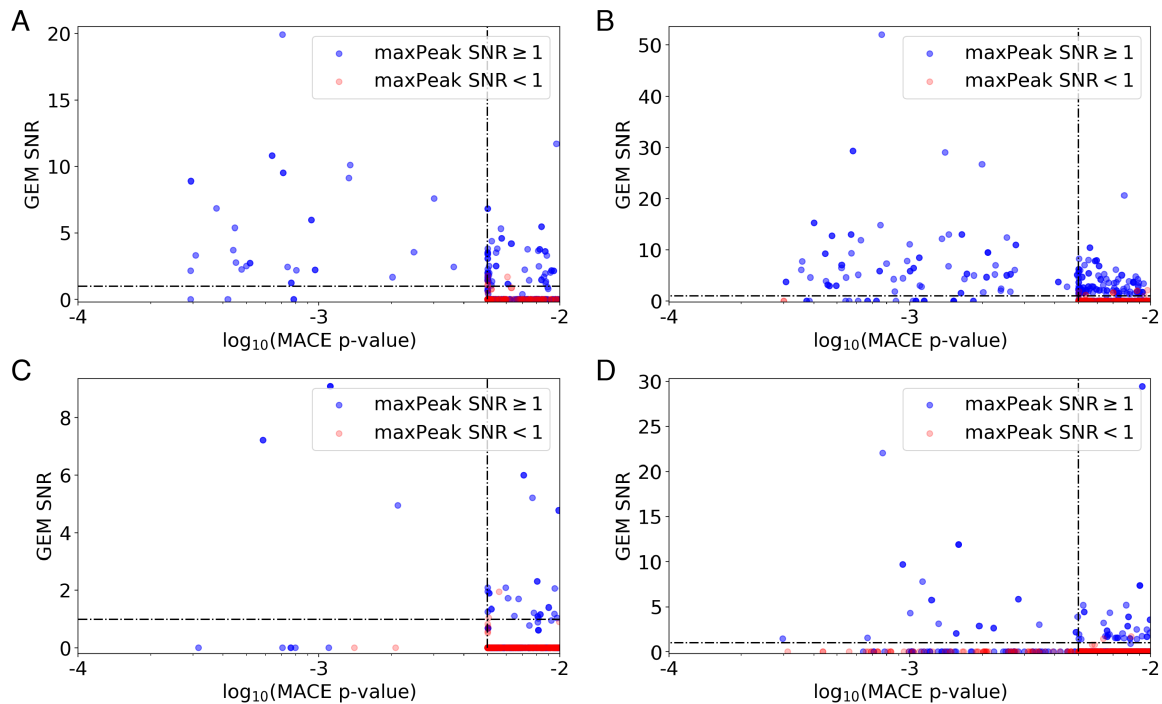 A
20
15
10
5
0
GEM SNR
maxPeak SNR ≥ 1
maxPeak SNR < 1
-4
-3
-2
log₁₀(MACE p-value)
B
50
40
30
20
10
0
GEM SNR
maxPeak SNR ≥ 1
maxPeak SNR < 1
-4
-3
-2
log₁₀(MACE p-value)
C
8
6
4
2
0
GEM SNR
maxPeak SNR ≥ 1
maxPeak SNR < 1
-4
-3
-2
log₁₀(MACE p-value)
D
30
25
20
15
10
5
0
GEM SNR
maxPeak SNR ≥ 1
maxPeak SNR < 1
-4
-3
-2
log₁₀(MACE p-value)